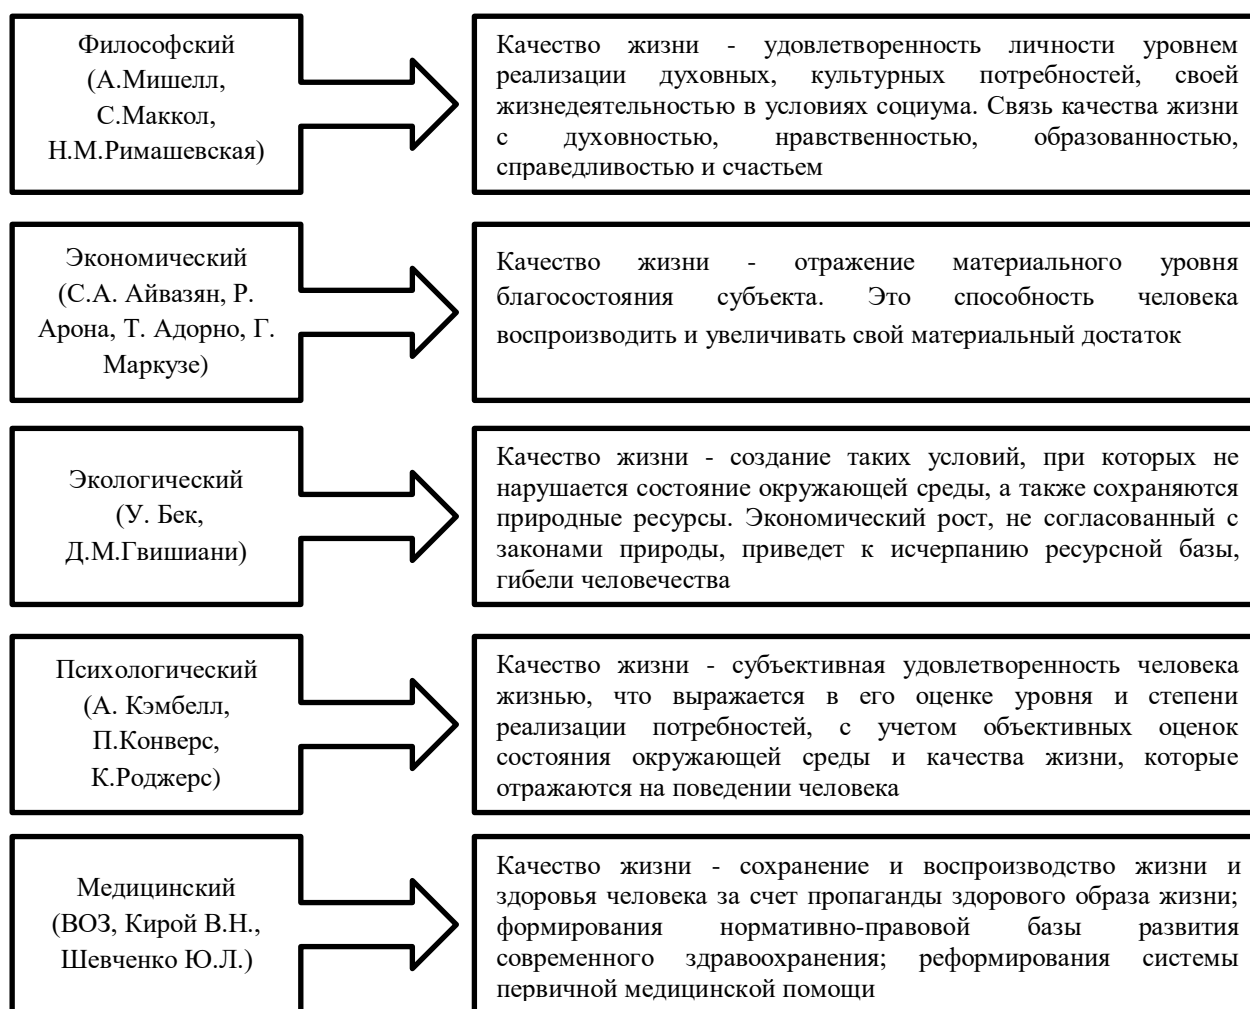 Философский
(А.Мишелл,
С.Маккол,
Н.М.Римашевская)
Качество жизни - удовлетворенность личности уровнем
реализации духовных, культурных потребностей, своей
жизнедеятельностью в условиях социума. Связь качества жизни
с духовностью, нравственностью, образованностью,
справедливостью и счастьем
Экономический
(С.А. Айвазян, Р.
Арона, Т. Адорно, Г.
Маркузе)
Качество жизни - отражение материального уровня
благосостояния субъекта. Это способность человека
воспроизводить и увеличивать свой материальный достаток
Экологический
(У. Бек,
Д.М.Гвишиани)
Качество жизни - создание таких условий, при которых не
нарушается состояние окружающей среды, а также сохраняются
природные ресурсы. Экономический рост, не согласованный с
законами природы, приведет к исчерпанию ресурсной базы,
гибели человечества
Психологический
(А. Кэмбелл,
П.Конверс,
К.Роджерс)
Качество жизни - субъективная удовлетворенность человека
жизнью, что выражается в его оценке уровня и степени
реализации потребностей, с учетом объективных оценок
состояния окружающей среды и качества жизни, которые
отражаются на поведении человека
Медицинский
(ВОЗ, Кирой В.Н.,
Шевченко Ю.Л.)
Качество жизни - сохранение и воспроизводство жизни и
здоровья человека за счет пропаганды здорового образа жизни;
формирования нормативно-правовой базы развития
современного здравоохранения; реформирования системы
первичной медицинской помощи